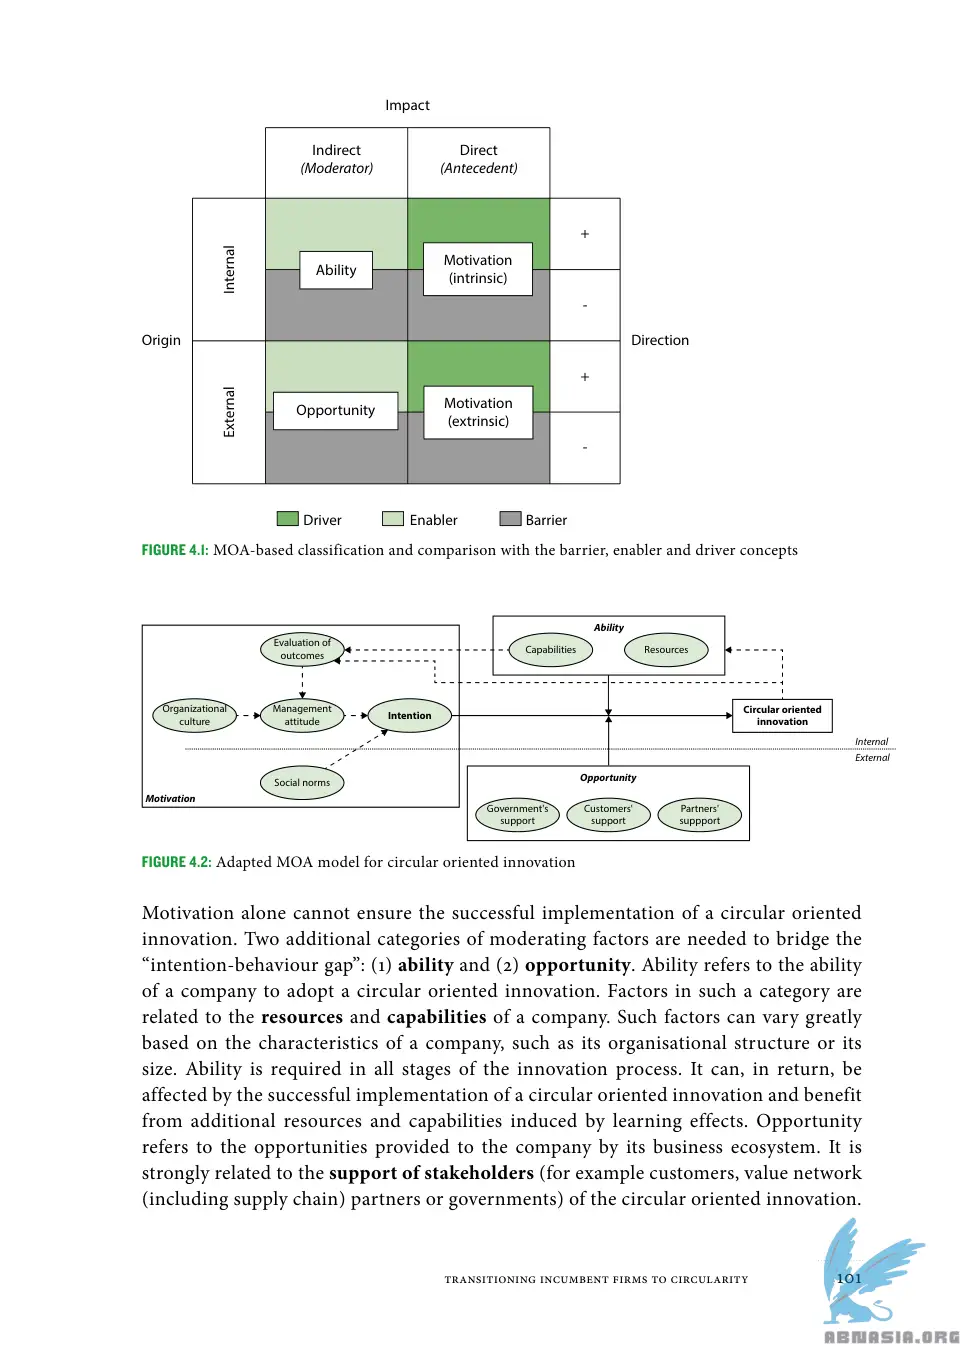 Impact
Indirect
(Moderator)
Direct
(Antecedent)
Internal
Ability
Motivation
(intrinsic)
+
-
Origin
Direction
External
Opportunity
Motivation
(extrinsic)
+
-
Driver
Enabler
Barrier
FIGURE 4.1: MOA-based classification and comparison with the barrier, enabler and driver concepts
Ability
Capabilities
Resources
Evaluation of
outcomes
Organizational
culture
Management
attitude
Intention
Circular oriented
innovation
Internal
External
Social norms
Motivation
Opportunity
Government's
support
Customers'
support
Partners'
suppport
FIGURE 4.2: Adapted MOA model for circular oriented innovation
Motivation alone cannot ensure the successful implementation of a circular oriented
innovation. Two additional categories of moderating factors are needed to bridge the
“intention-behaviour gap”: (1) ability and (2) opportunity. Ability refers to the ability
of a company to adopt a circular oriented innovation. Factors in such a category are
related to the resources and capabilities of a company. Such factors can vary greatly
based on the characteristics of a company, such as its organisational structure or its
size. Ability is required in all stages of the innovation process. It can, in return, be
affected by the successful implementation of a circular oriented innovation and benefit
from additional resources and capabilities induced by learning effects. Opportunity
refers to the opportunities provided to the company by its business ecosystem. It is
strongly related to the support of stakeholders (for example customers, value network
(including supply chain) partners or governments) of the circular oriented innovation.
TRANSITIONING INCUMBENT FIRMS TO CIRCULARITY
101
ABNASIA.ORG